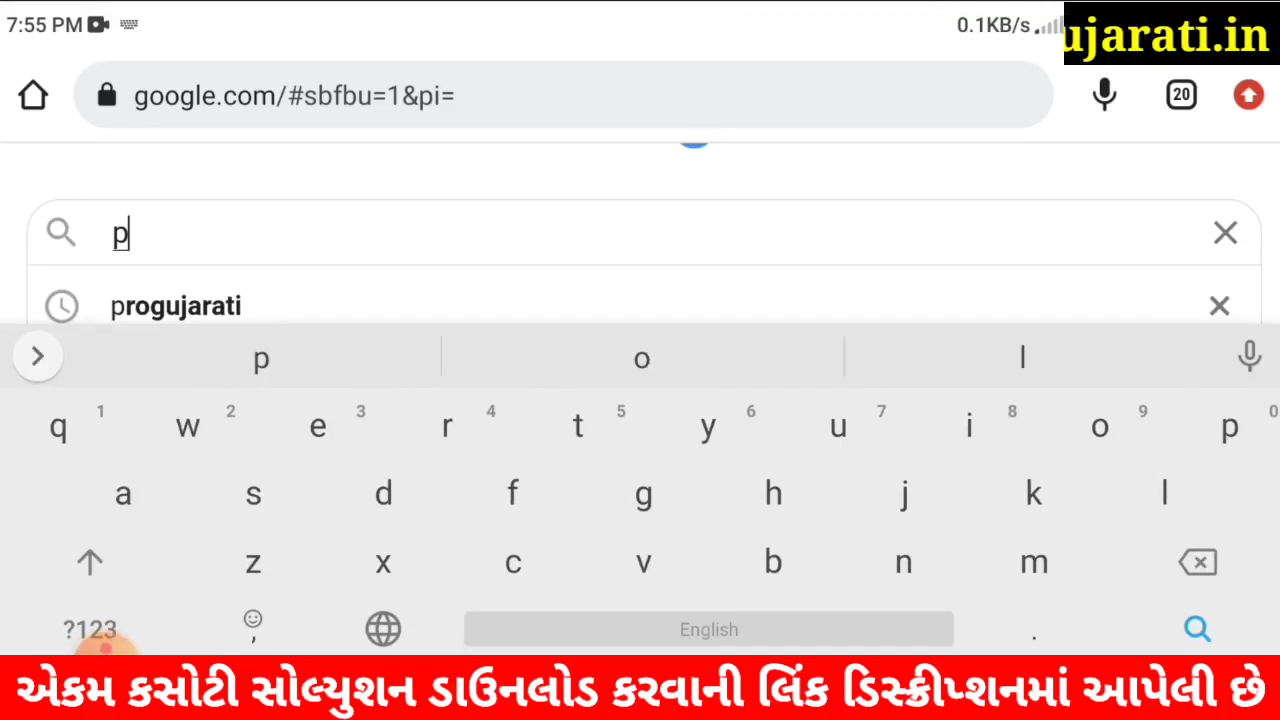 7:55 PM
0.1KB/s
ujarati.in
google.com/#sbfbu=1&pi=
20
p
progujarati
p o l
q 1 w 2 e 3 r 4 t 5 y 6 u 7 i 8 o 9 p 0
a s d f g h j k l
z x c v b n m
?123 , English .
એકમ કસોટી સોલ્યુશન ડાઉનલોડ કરવાની લિંક ડિસ્ક્રીપ્શનમાં આપેલી છે